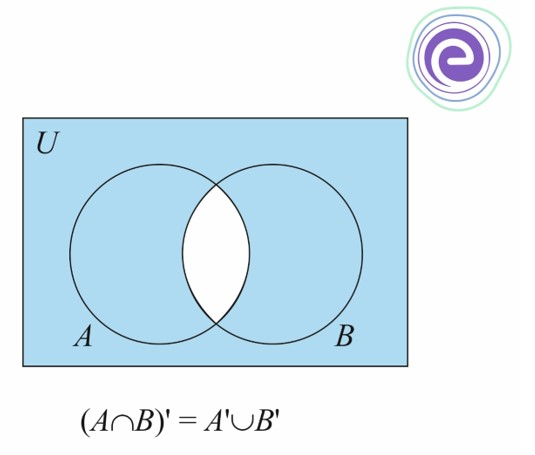 U
A
B
(A∩B)' = A'∪B'